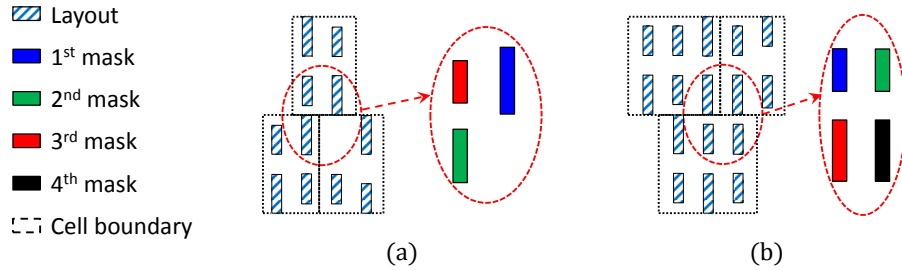 Layout
1st mask
2nd mask
3rd mask
4th mask
Cell boundary
(a)
(b)